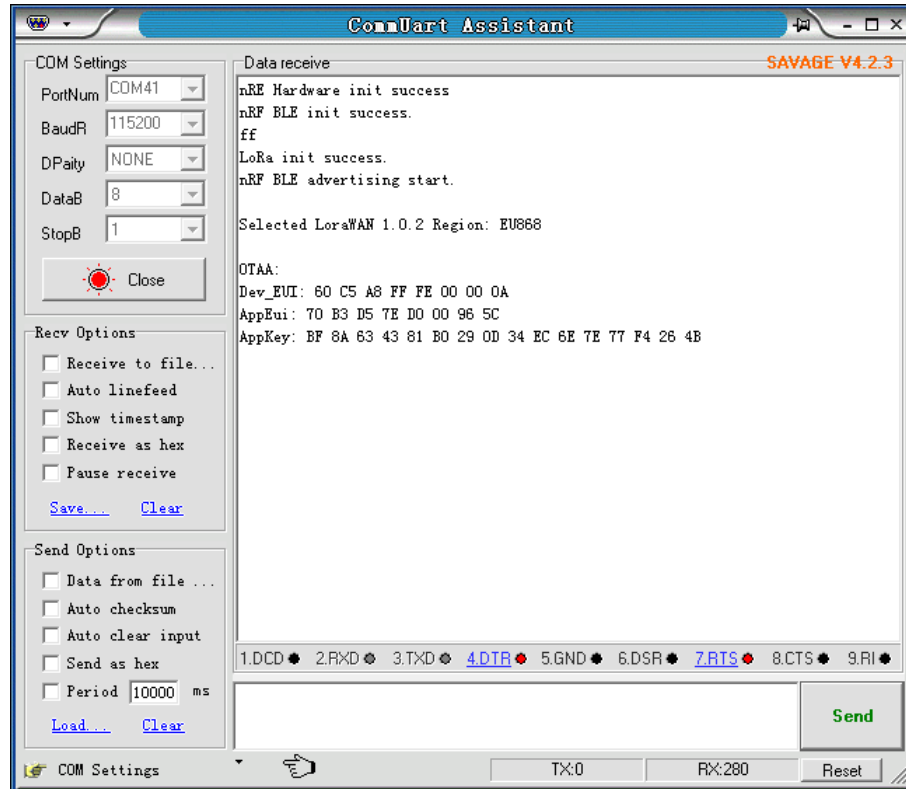 CommUart Assistant
COM Settings
PortNum COM41
BaudR 115200
DPaity NONE
DataB 8
StopB 1
Close
Recv Options
Receive to file...
Auto linefeed
Show timestamp
Receive as hex
Pause receive
Save... Clear
Send Options
Data from file ...
Auto checksum
Auto clear input
Send as hex
Period 10000 ms
Load... Clear
Data receive SAVAGE V4.2.3
nRE Hardware init success
nRF BLE init success.
ff
LoRa init success.
nRF BLE advertising start.
Selected LoraWAN 1.0.2 Region: EU868
OTAA:
Dev_EUI: 60 C5 A8 FF FE 00 00 0A
AppEui: 70 B3 D5 7E D0 00 96 5C
AppKey: BF 8A 63 43 81 B0 29 0D 34 EC 6E 7E 77 F4 26 4B
1.DCD 2.RXD 3.TXD 4.DTR 5.GND 6.DSR 7.RTS 8.CTS 9.RI
Send
COM Settings TX:0 RX:280 Reset